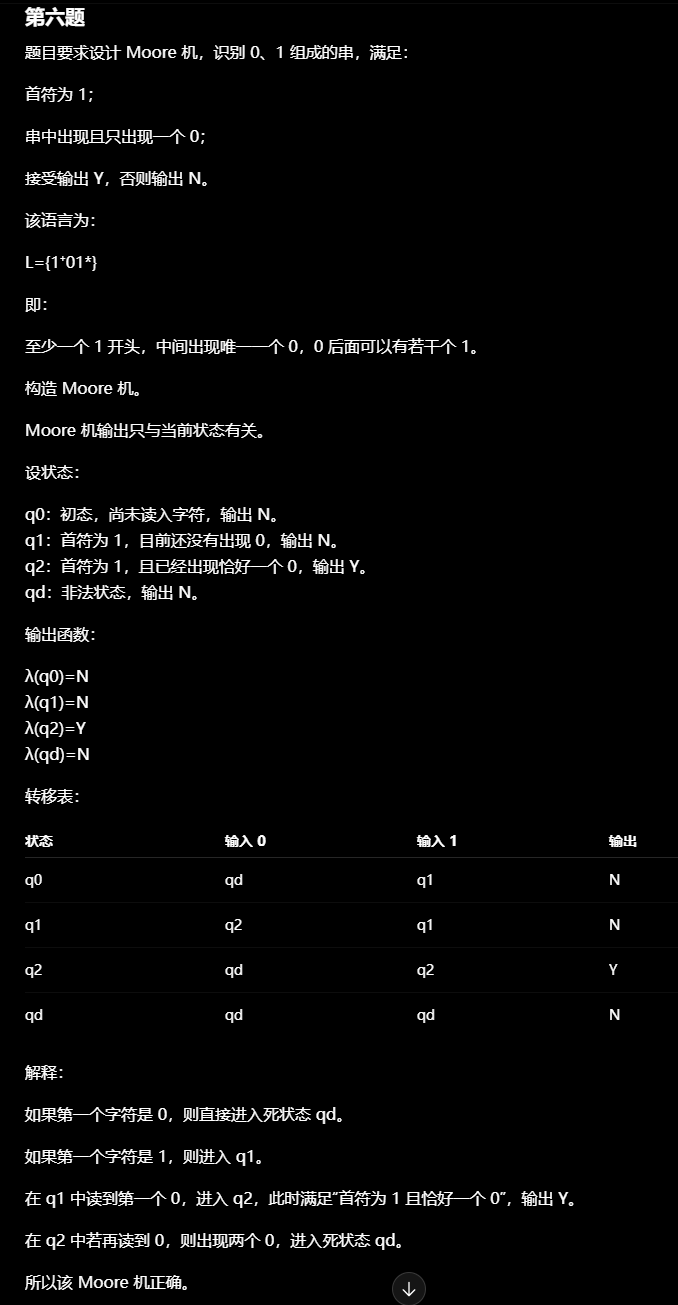 第六题
题目要求设计 Moore 机，识别 0、1 组成的串，满足：
首符为 1；
串中出现且只出现一个 0；
接受输出 Y，否则输出 N。
该语言为：
L={1⁺01*}
即：
至少一个 1 开头，中间出现唯一一个 0，0 后面可以有若干个 1。
构造 Moore 机。
Moore 机输出只与当前状态有关。
设状态：
q0：初态，尚未读入字符，输出 N。
q1：首符为 1，目前还没有出现 0，输出 N。
q2：首符为 1，且已经出现恰好一个 0，输出 Y。
qd：非法状态，输出 N。
输出函数：
λ(q0)=N
λ(q1)=N
λ(q2)=Y
λ(qd)=N
转移表：
状态 输入 0 输入 1 输出
q0 qd q1 N
q1 q2 q1 N
q2 qd q2 Y
qd qd qd N
解释：
如果第一个字符是 0，则直接进入死状态 qd。
如果第一个字符是 1，则进入 q1。
在 q1 中读到第一个 0，进入 q2，此时满足“首符为 1 且恰好一个 0”，输出 Y。
在 q2 中若再读到 0，则出现两个 0，进入死状态 qd。
所以该 Moore 机正确。